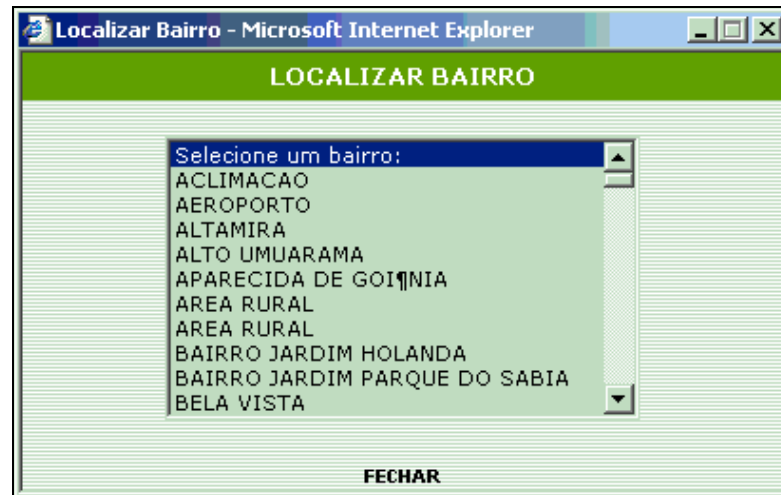 Localizar Bairro - Microsoft Internet Explorer
LOCALIZAR BAIRRO
Selecione um bairro:
ACLIMACAO
AEROPORTO
ALTAMIRA
ALTO UMUARAMA
APARECIDA DE GOI¶NIA
AREA RURAL
AREA RURAL
BAIRRO JARDIM HOLANDA
BAIRRO JARDIM PARQUE DO SABIA
BELA VISTA
FECHAR